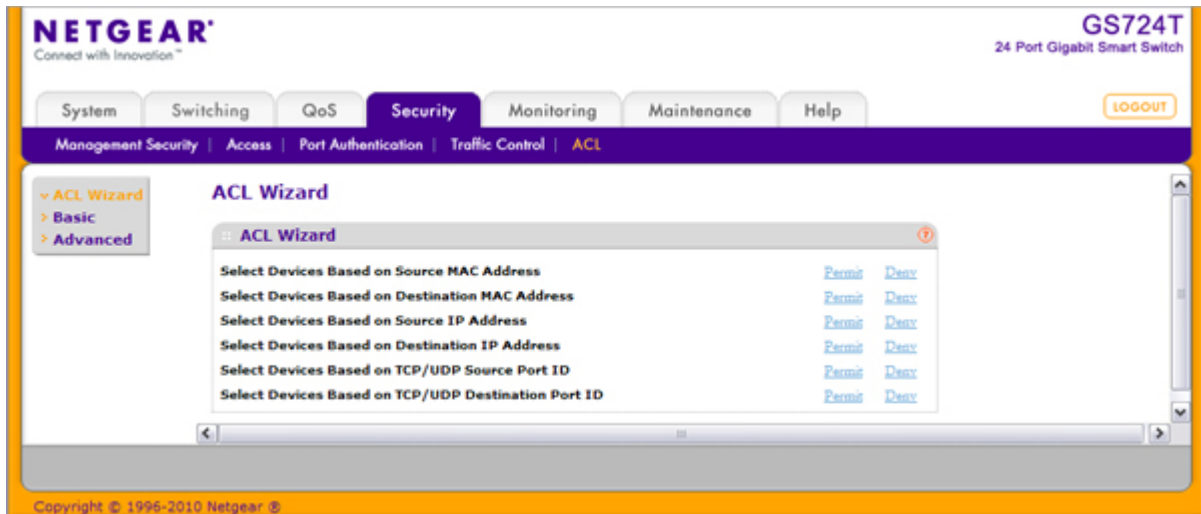 NETGEAR®
Connect with Innovation™
GS724T
24 Port Gigabit Smart Switch
System Switching QoS Security Monitoring Maintenance Help LOGOUT
Management Security | Access | Port Authentication | Traffic Control | ACL
ACL Wizard
Basic
Advanced
ACL Wizard
ACL Wizard ?
Select Devices Based on Source MAC Address Permit Deny
Select Devices Based on Destination MAC Address Permit Deny
Select Devices Based on Source IP Address Permit Deny
Select Devices Based on Destination IP Address Permit Deny
Select Devices Based on TCP/UDP Source Port ID Permit Deny
Select Devices Based on TCP/UDP Destination Port ID Permit Deny
Copyright © 1996-2010 Netgear ®